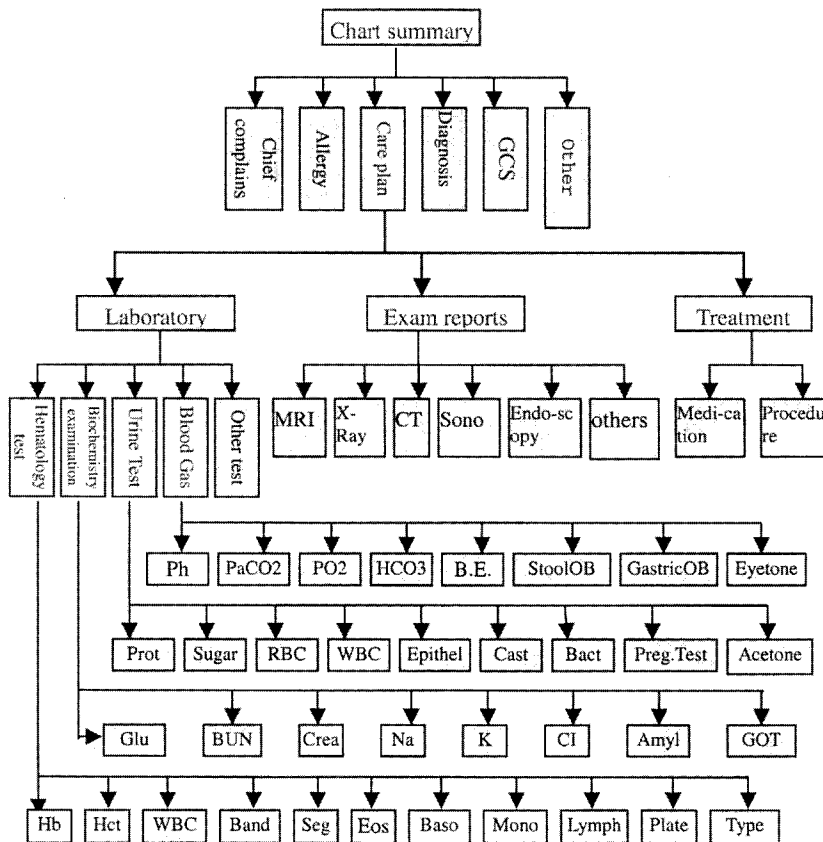 Chart summary
Chief
complains
Allergy
Care plan
Diagnosis
GCS
Other
Laboratory
Exam reports
Treatment
Hematology
test
Biochemistry
examination
Urine Test
Blood Gas
Other test
MRI
X-
Ray
CT
Sono
Endo-sc
opy
others
Medi-ca
tion
Procedu
re
Ph
PaCO2
PO2
HCO3
B.E.
StoolOB
GastricOB
Eyetone
Prot
Sugar
RBC
WBC
Epithel
Cast
Bact
Preg.Test
Acetone
Glu
BUN
Crea
Na
K
CI
Amyl
GOT
Hb
Hct
WBC
Band
Seg
Eos
Baso
Mono
Lymph
Plate
Type